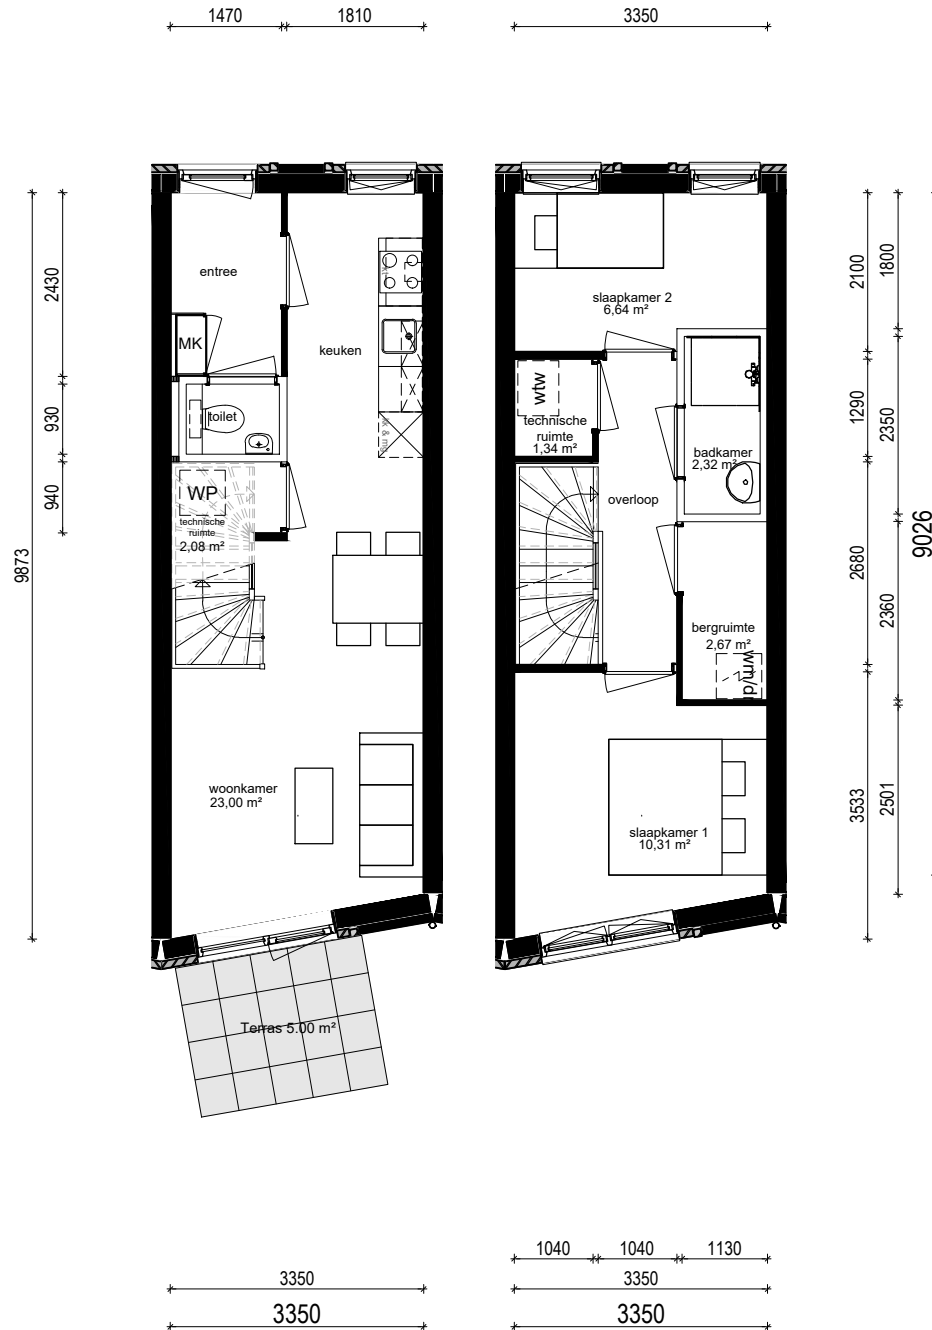 1470
1810
3350
entree
MK
keuken
toilet
WP
technische
ruimte
2,08 m²
woonkamer
23,00 m²
Terras 5.00 m²
2430
930
940
9873
3350
3350
slaapkamer 2
6,64 m²
wtw
technische
ruimte
1,34 m²
badkamer
2,32 m²
overloop
bergruimte
2,67 m²
wm/dr
slaapkamer 1
10,31 m²
2100
1290
2680
3533
1800
2350
2360
2501
9026
1040
1040
1130
3350
3350